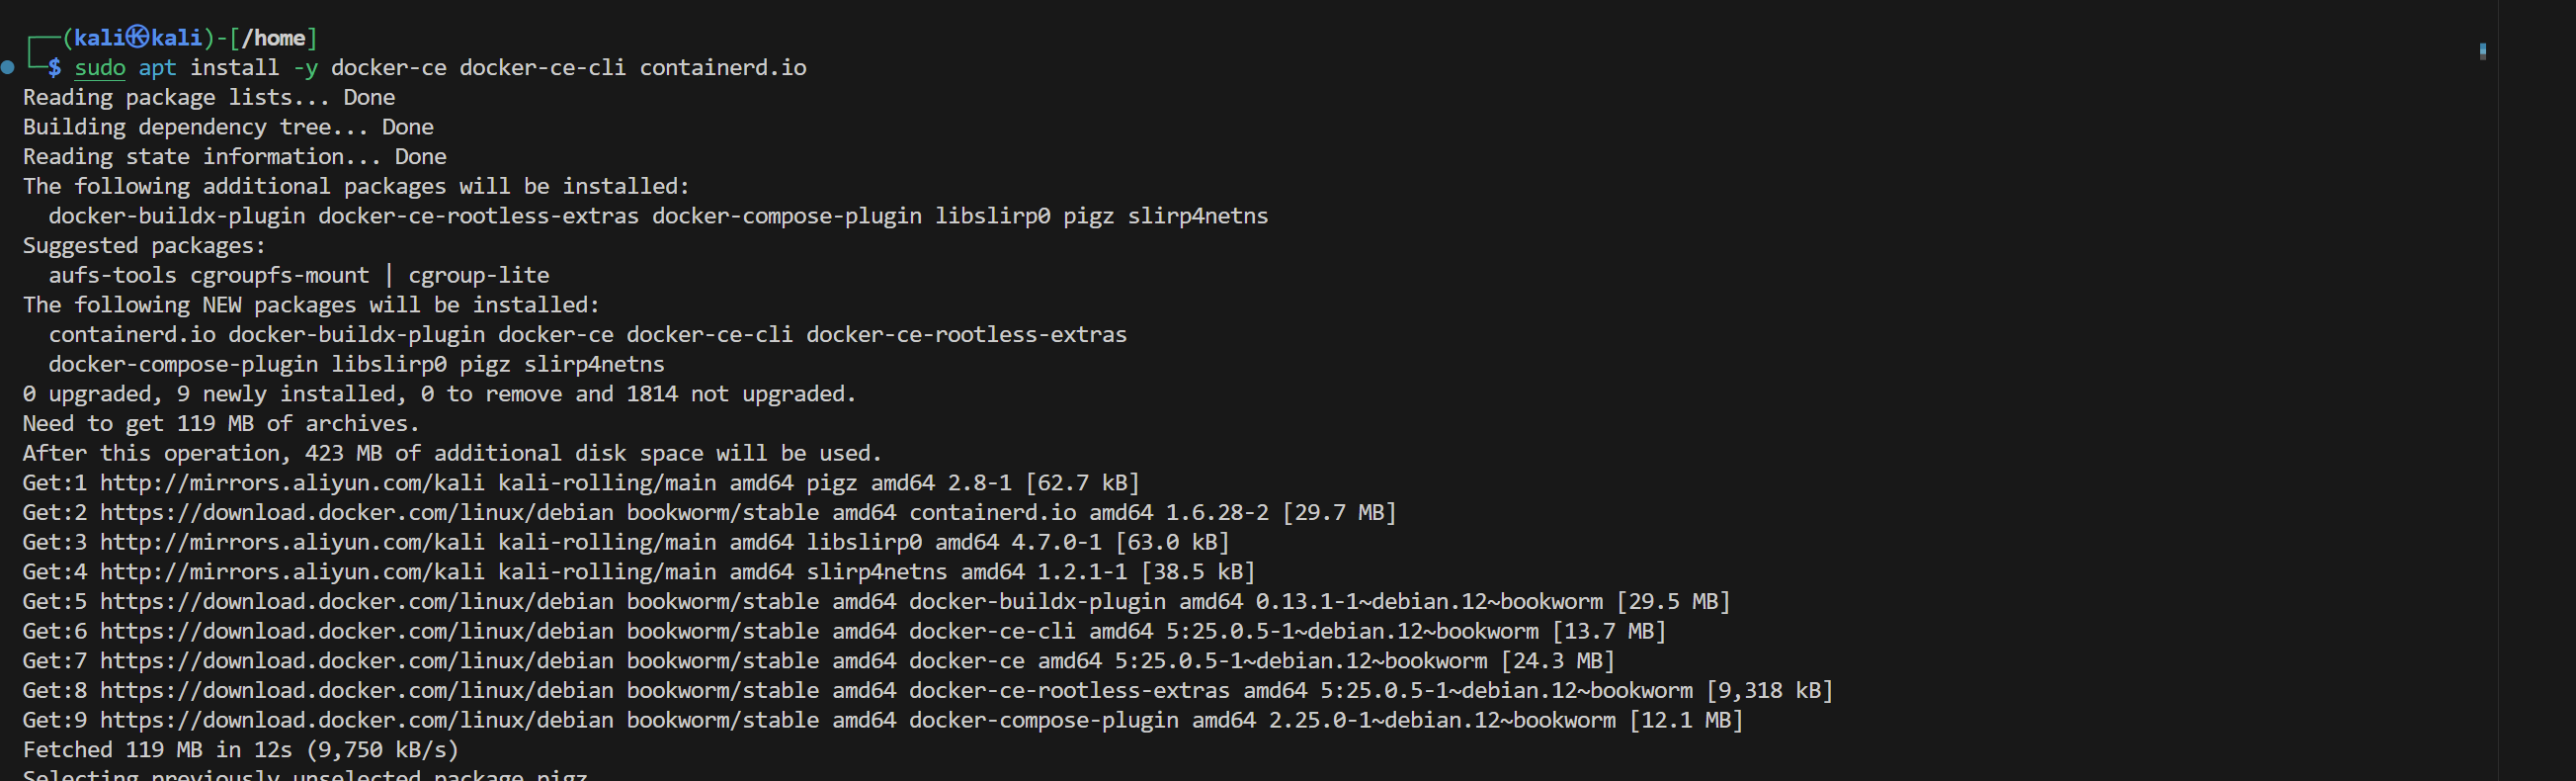 ┌──(kali㉿kali)-[/home]
└─$ sudo apt install -y docker-ce docker-ce-cli containerd.io
Reading package lists... Done
Building dependency tree... Done
Reading state information... Done
The following additional packages will be installed:
  docker-buildx-plugin docker-ce-rootless-extras docker-compose-plugin libslirp0 pigz slirp4netns
Suggested packages:
  aufs-tools cgroupfs-mount | cgroup-lite
The following NEW packages will be installed:
  containerd.io docker-buildx-plugin docker-ce docker-ce-cli docker-ce-rootless-extras
  docker-compose-plugin libslirp0 pigz slirp4netns
0 upgraded, 9 newly installed, 0 to remove and 1814 not upgraded.
Need to get 119 MB of archives.
After this operation, 423 MB of additional disk space will be used.
Get:1 http://mirrors.aliyun.com/kali kali-rolling/main amd64 pigz amd64 2.8-1 [62.7 kB]
Get:2 https://download.docker.com/linux/debian bookworm/stable amd64 containerd.io amd64 1.6.28-2 [29.7 MB]
Get:3 http://mirrors.aliyun.com/kali kali-rolling/main amd64 libslirp0 amd64 4.7.0-1 [63.0 kB]
Get:4 http://mirrors.aliyun.com/kali kali-rolling/main amd64 slirp4netns amd64 1.2.1-1 [38.5 kB]
Get:5 https://download.docker.com/linux/debian bookworm/stable amd64 docker-buildx-plugin amd64 0.13.1-1~debian.12~bookworm [29.5 MB]
Get:6 https://download.docker.com/linux/debian bookworm/stable amd64 docker-ce-cli amd64 5:25.0.5-1~debian.12~bookworm [13.7 MB]
Get:7 https://download.docker.com/linux/debian bookworm/stable amd64 docker-ce amd64 5:25.0.5-1~debian.12~bookworm [24.3 MB]
Get:8 https://download.docker.com/linux/debian bookworm/stable amd64 docker-ce-rootless-extras amd64 5:25.0.5-1~debian.12~bookworm [9,318 kB]
Get:9 https://download.docker.com/linux/debian bookworm/stable amd64 docker-compose-plugin amd64 2.25.0-1~debian.12~bookworm [12.1 MB]
Fetched 119 MB in 12s (9,750 kB/s)
Selecting previously unselected package pigz